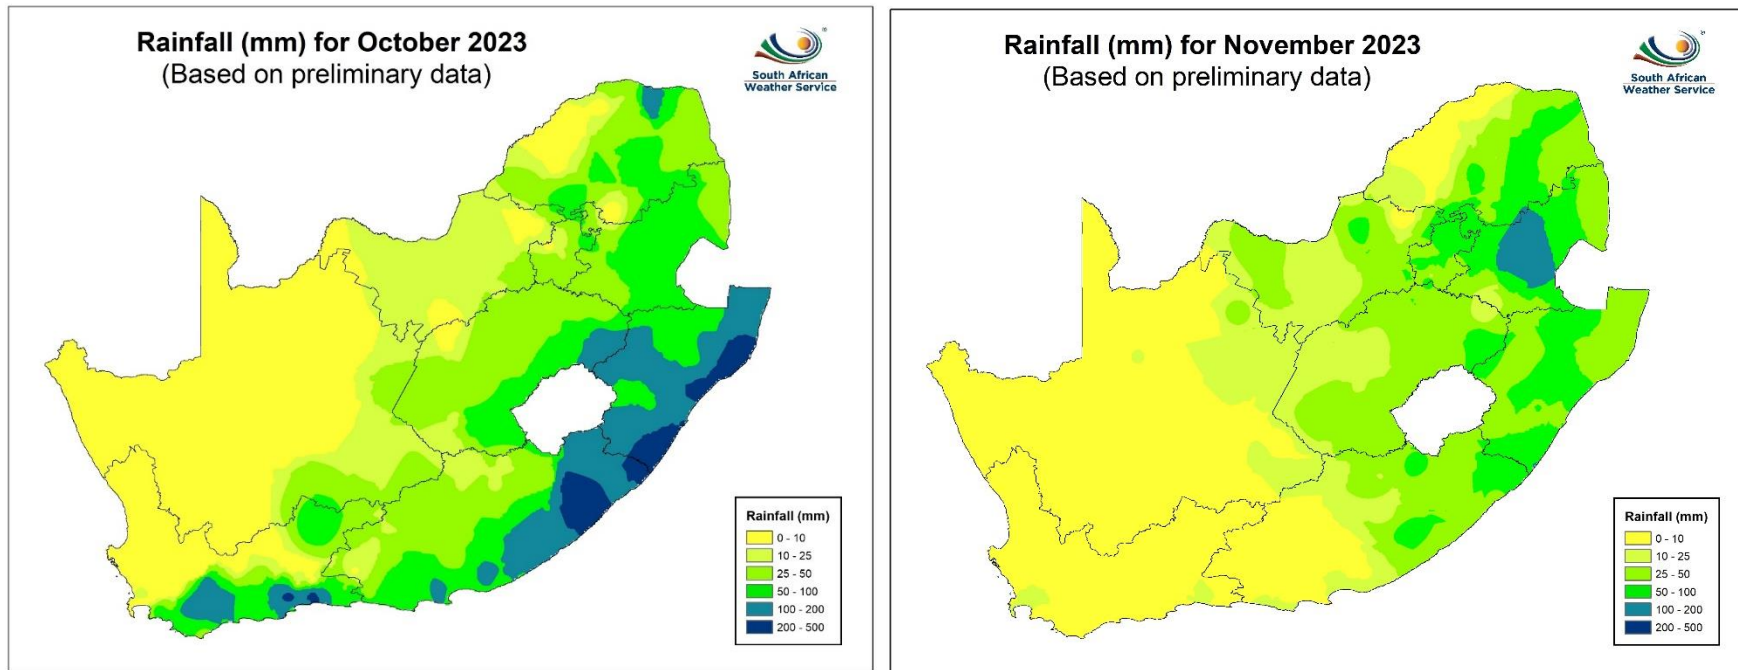 Rainfall (mm) for October 2023
(Based on preliminary data)
®
South African
Weather Service
Rainfall (mm)
0 - 10
10 - 25
25 - 50
50 - 100
100 - 200
200 - 500
Rainfall (mm) for November 2023
(Based on preliminary data)
®
South African
Weather Service
Rainfall (mm)
0 - 10
10 - 25
25 - 50
50 - 100
100 - 200
200 - 500